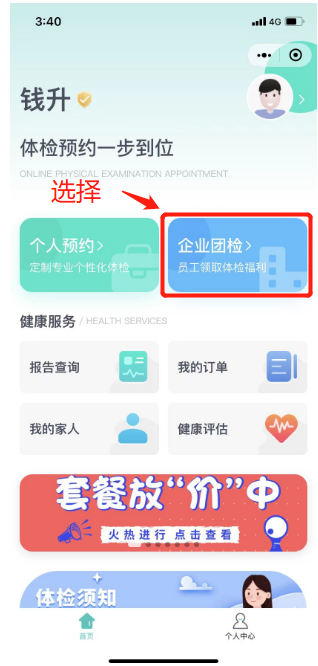 3:40
4G
钱升
体检预约一步到位
ONLINE PHYSICAL EXAMINATION APPOINTMENT
选择
个人预约>
定制专业个性化体检
企业团检>
员工领取体检福利
健康服务 / HEALTH SERVICES
报告查询
我的订单
我的家人
健康评估
套餐放“价”中
火热进行 点击查看
体检须知
首页
个人中心